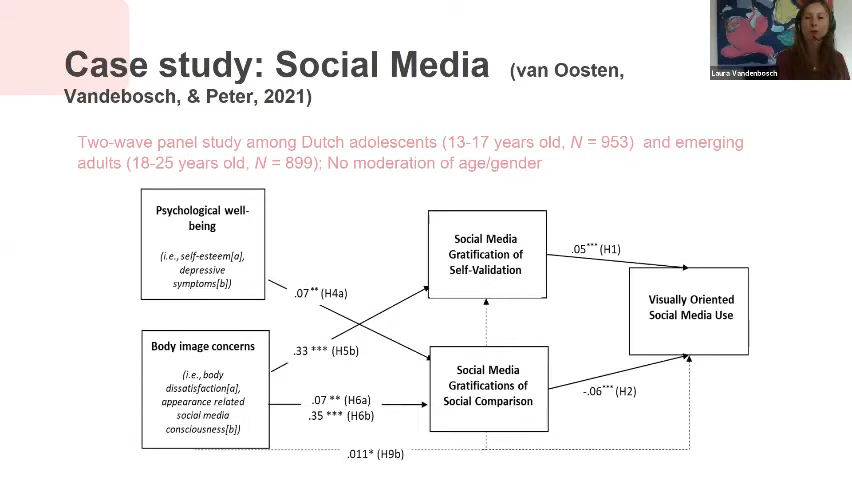 Case study: Social Media (van Oosten,
Vandebosch, & Peter, 2021)
Laura Vandenbosch
Two-wave panel study among Dutch adolescents (13-17 years old, N = 953) and emerging
adults (18-25 years old, N = 899); No moderation of age/gender
Psychological well-
being
(i.e., self-esteem[a],
depressive
symptoms[b])
Body image concerns
(i.e., body
dissatisfaction[a],
appearance related
social media
consciousness[b])
.07** (H4a)
.33 *** (H5b)
.07 ** (H6a)
.35 *** (H6b)
.011* (H9b)
Social Media
Gratification of
Self-Validation
Social Media
Gratifications of
Social Comparison
.05*** (H1)
-.06*** (H2)
Visually Oriented
Social Media Use